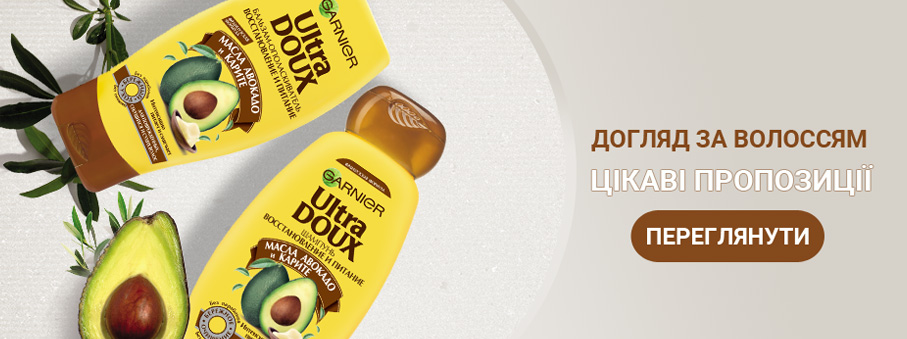 GARNIER
Ultra
DOUX
БАЛЬЗАМ-ОПОЛАСКИВАТЕЛЬ
ВОССТАНОВЛЕНИЕ И ПИТАНИЕ
МАСЛА АВОКАДО
И КАРИТЕ
GARNIER
Ultra
DOUX
ШАМПУНЬ
ВОССТАНОВЛЕНИЕ И ПИТАНИЕ
МАСЛА АВОКАДО
И КАРИТЕ
ДОГЛЯД ЗА ВОЛОССЯМ
ЦІКАВІ ПРОПОЗИЦІЇ
ПЕРЕГЛЯНУТИ